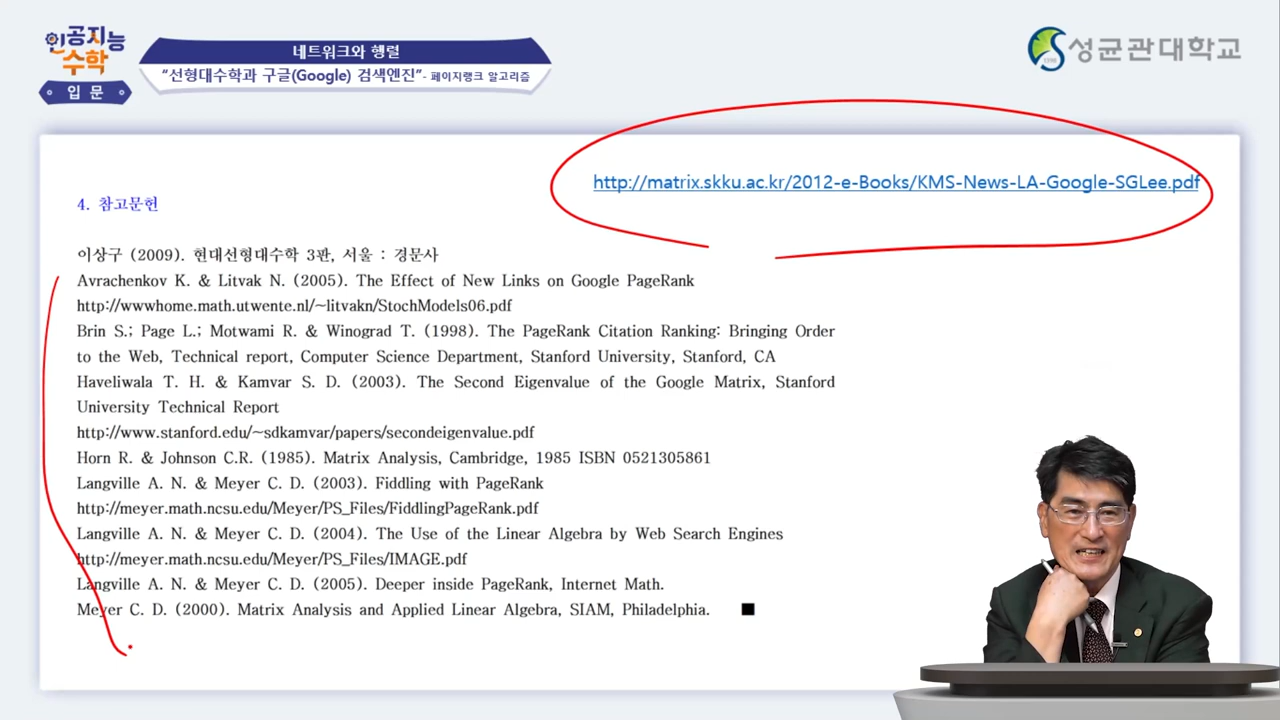 인공지능
수학
입문
네트워크와 행렬
“선형대수학과 구글(Google) 검색엔진”- 페이지랭크 알고리즘
성균관대학교
http://matrix.skku.ac.kr/2012-e-Books/KMS-News-LA-Google-SGLee.pdf
4. 참고문헌
이상구 (2009). 현대선형대수학 3판, 서울 : 경문사
Avrachenkov K. & Litvak N. (2005). The Effect of New Links on Google PageRank
http://wwwhome.math.utwente.nl/~litvakn/StochModels06.pdf
Brin S.; Page L.; Motwami R. & Winograd T. (1998). The PageRank Citation Ranking: Bringing Order
to the Web, Technical report, Computer Science Department, Stanford University, Stanford, CA
Haveliwala T. H. & Kamvar S. D. (2003). The Second Eigenvalue of the Google Matrix, Stanford
University Technical Report
http://www.stanford.edu/~sdkamvar/papers/secondeigenvalue.pdf
Horn R. & Johnson C.R. (1985). Matrix Analysis, Cambridge, 1985 ISBN 0521305861
Langville A. N. & Meyer C. D. (2003). Fiddling with PageRank
http://meyer.math.ncsu.edu/Meyer/PS_Files/FiddlingPageRank.pdf
Langville A. N. & Meyer C. D. (2004). The Use of the Linear Algebra by Web Search Engines
http://meyer.math.ncsu.edu/Meyer/PS_Files/IMAGE.pdf
Langville A. N. & Meyer C. D. (2005). Deeper inside PageRank, Internet Math.
Meyer C. D. (2000). Matrix Analysis and Applied Linear Algebra, SIAM, Philadelphia. ■